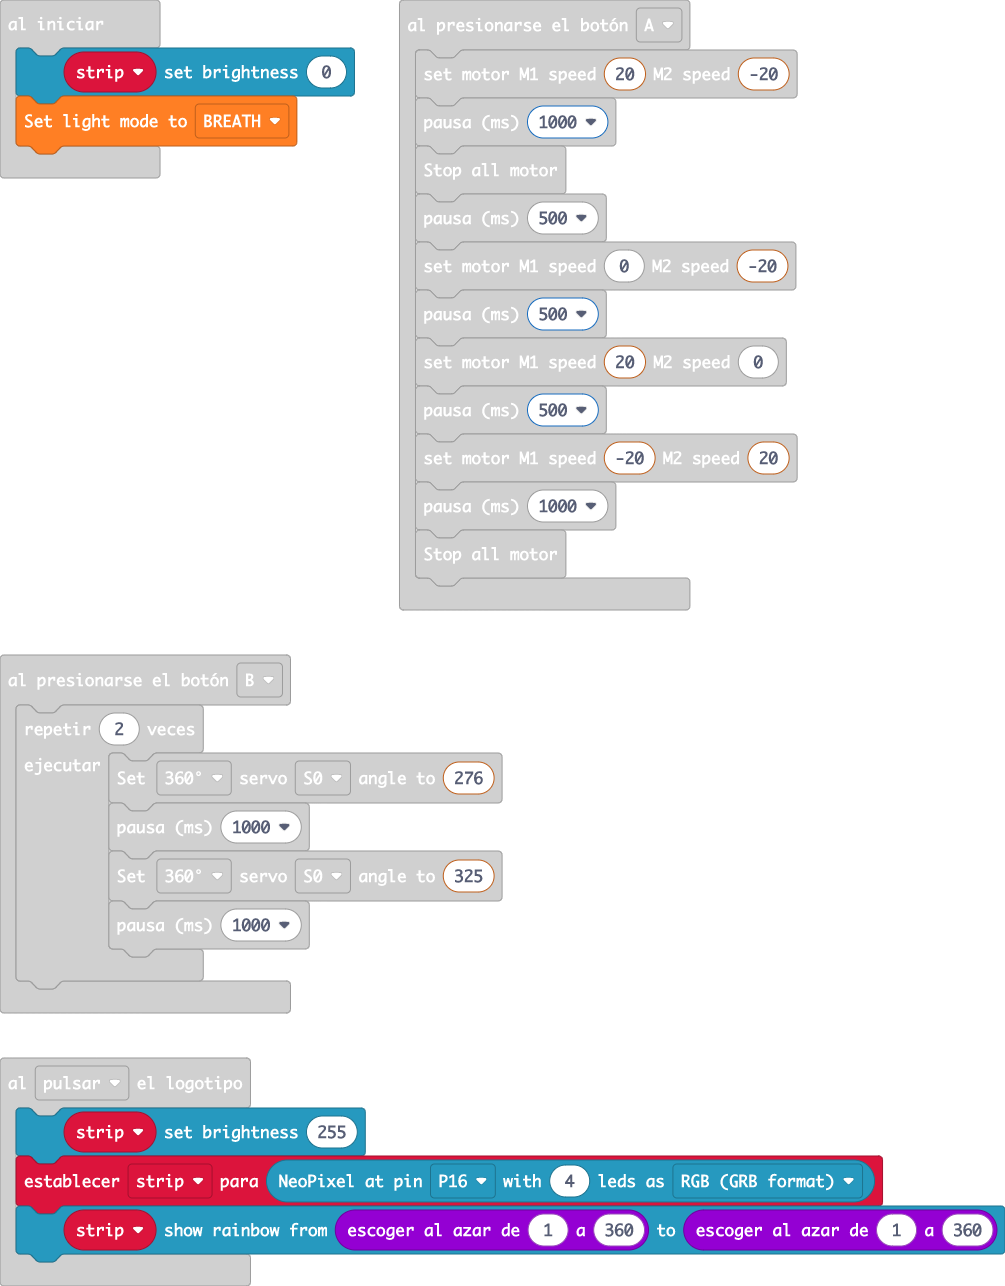 al iniciar
strip set brightness 0
Set light mode to BREATH
al presionarse el botón A
set motor M1 speed 20 M2 speed -20
pausa (ms) 1000
Stop all motor
pausa (ms) 500
set motor M1 speed 0 M2 speed -20
pausa (ms) 500
set motor M1 speed 20 M2 speed 0
pausa (ms) 500
set motor M1 speed -20 M2 speed 20
pausa (ms) 1000
Stop all motor
al presionarse el botón B
repetir 2 veces
ejecutar Set 360° servo S0 angle to 276
pausa (ms) 1000
Set 360° servo S0 angle to 325
pausa (ms) 1000
al pulsar el logotipo
strip set brightness 255
establecer strip para NeoPixel at pin P16 with 4 leds as RGB (GRB format)
strip show rainbow from escoger al azar de 1 a 360 to escoger al azar de 1 a 360